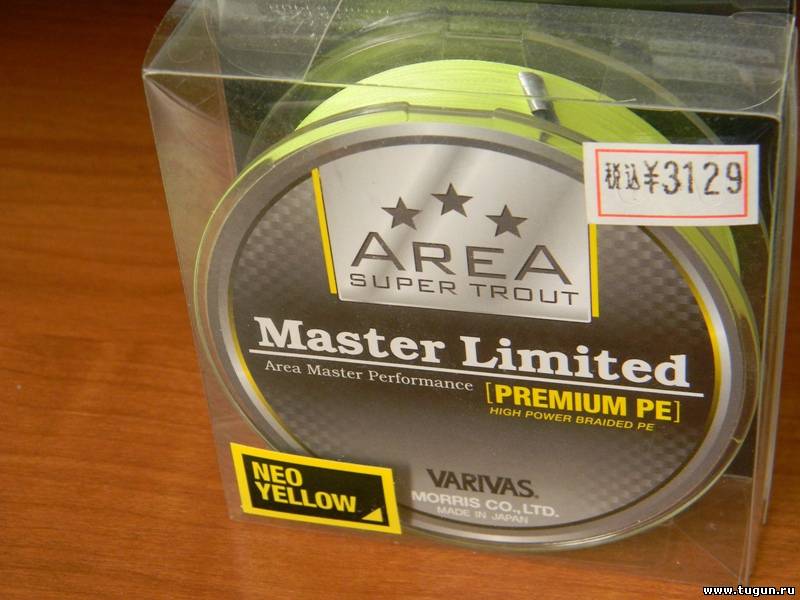 税込¥3129
AREA
SUPER TROUT
Master Limited
Area Master Performance
[PREMIUM PE]
HIGH POWER BRAIDED PE
NEO
YELLOW
VARIVAS®
MORRIS CO., LTD.
MADE IN JAPAN
www.tugun.ru